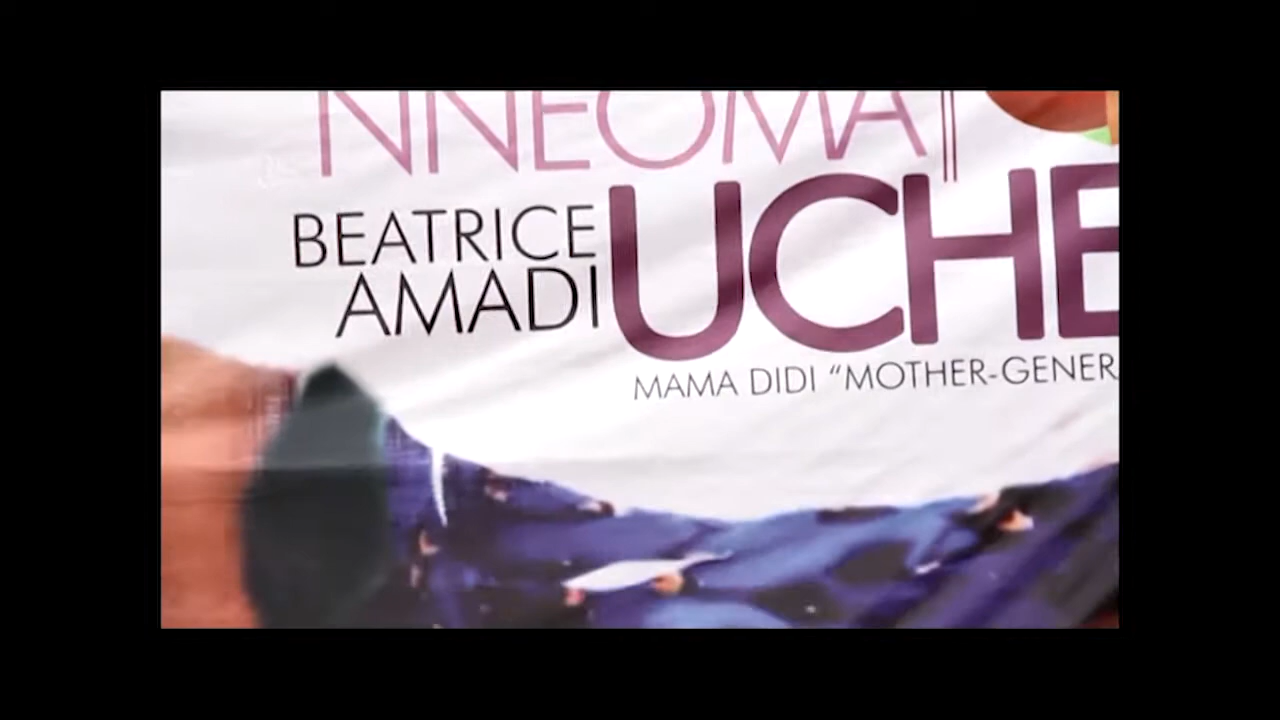 NNEOMA
BEATRICE
AMADI
UCHE
MAMA DIDI “MOTHER-GENER